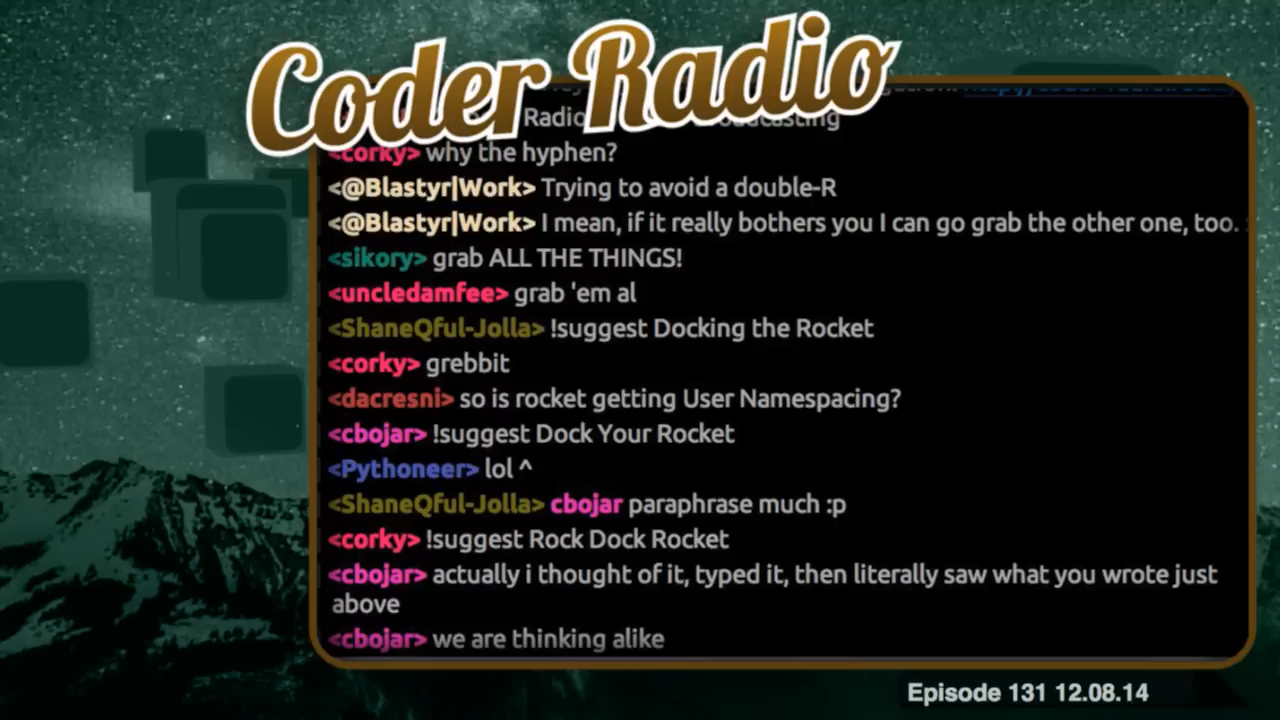 Coder Radio
Radio
<corky> why the hyphen?
<@Blastyr|Work> Trying to avoid a double-R
<@Blastyr|Work> I mean, if it really bothers you I can go grab the other one, too.
<sikory> grab ALL THE THINGS!
<uncledamfee> grab 'em al
<ShaneQful-Jolla> !suggest Docking the Rocket
<corky> grebbit
<dacresni> so is rocket getting User Namespacing?
<cbojar> !suggest Dock Your Rocket
<Pythoneer> lol ^
<ShaneQful-Jolla> cbojar paraphrase much :p
<corky> !suggest Rock Dock Rocket
<cbojar> actually i thought of it, typed it, then literally saw what you wrote just
above
<cbojar> we are thinking alike
Episode 131 12.08.14